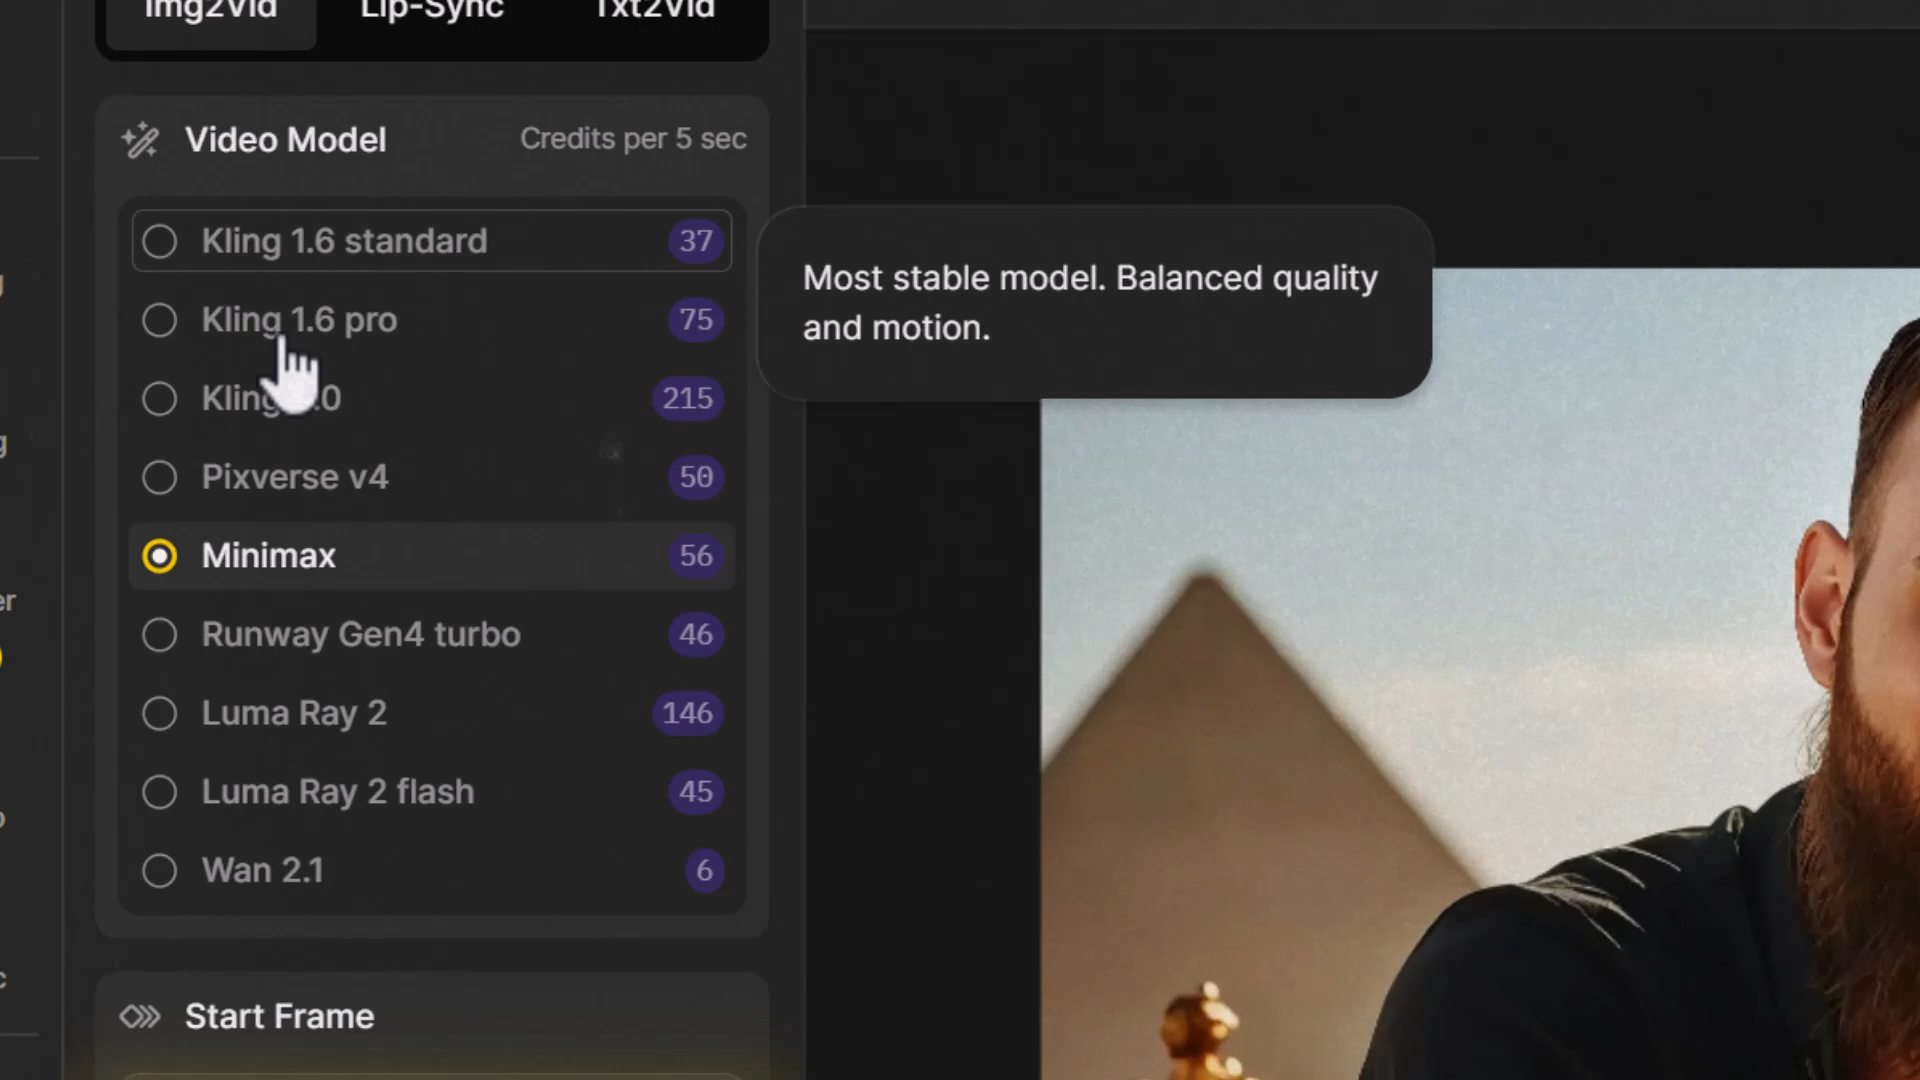 Img2Vid Lip-Sync Txt2Vid
Video Model Credits per 5 sec
Kling 1.6 standard 37
Kling 1.6 pro 75
Kling .0 215
Pixverse v4 50
Minimax 56
Runway Gen4 turbo 46
Luma Ray 2 146
Luma Ray 2 flash 45
Wan 2.1 6
Start Frame
Most stable model. Balanced quality
and motion.